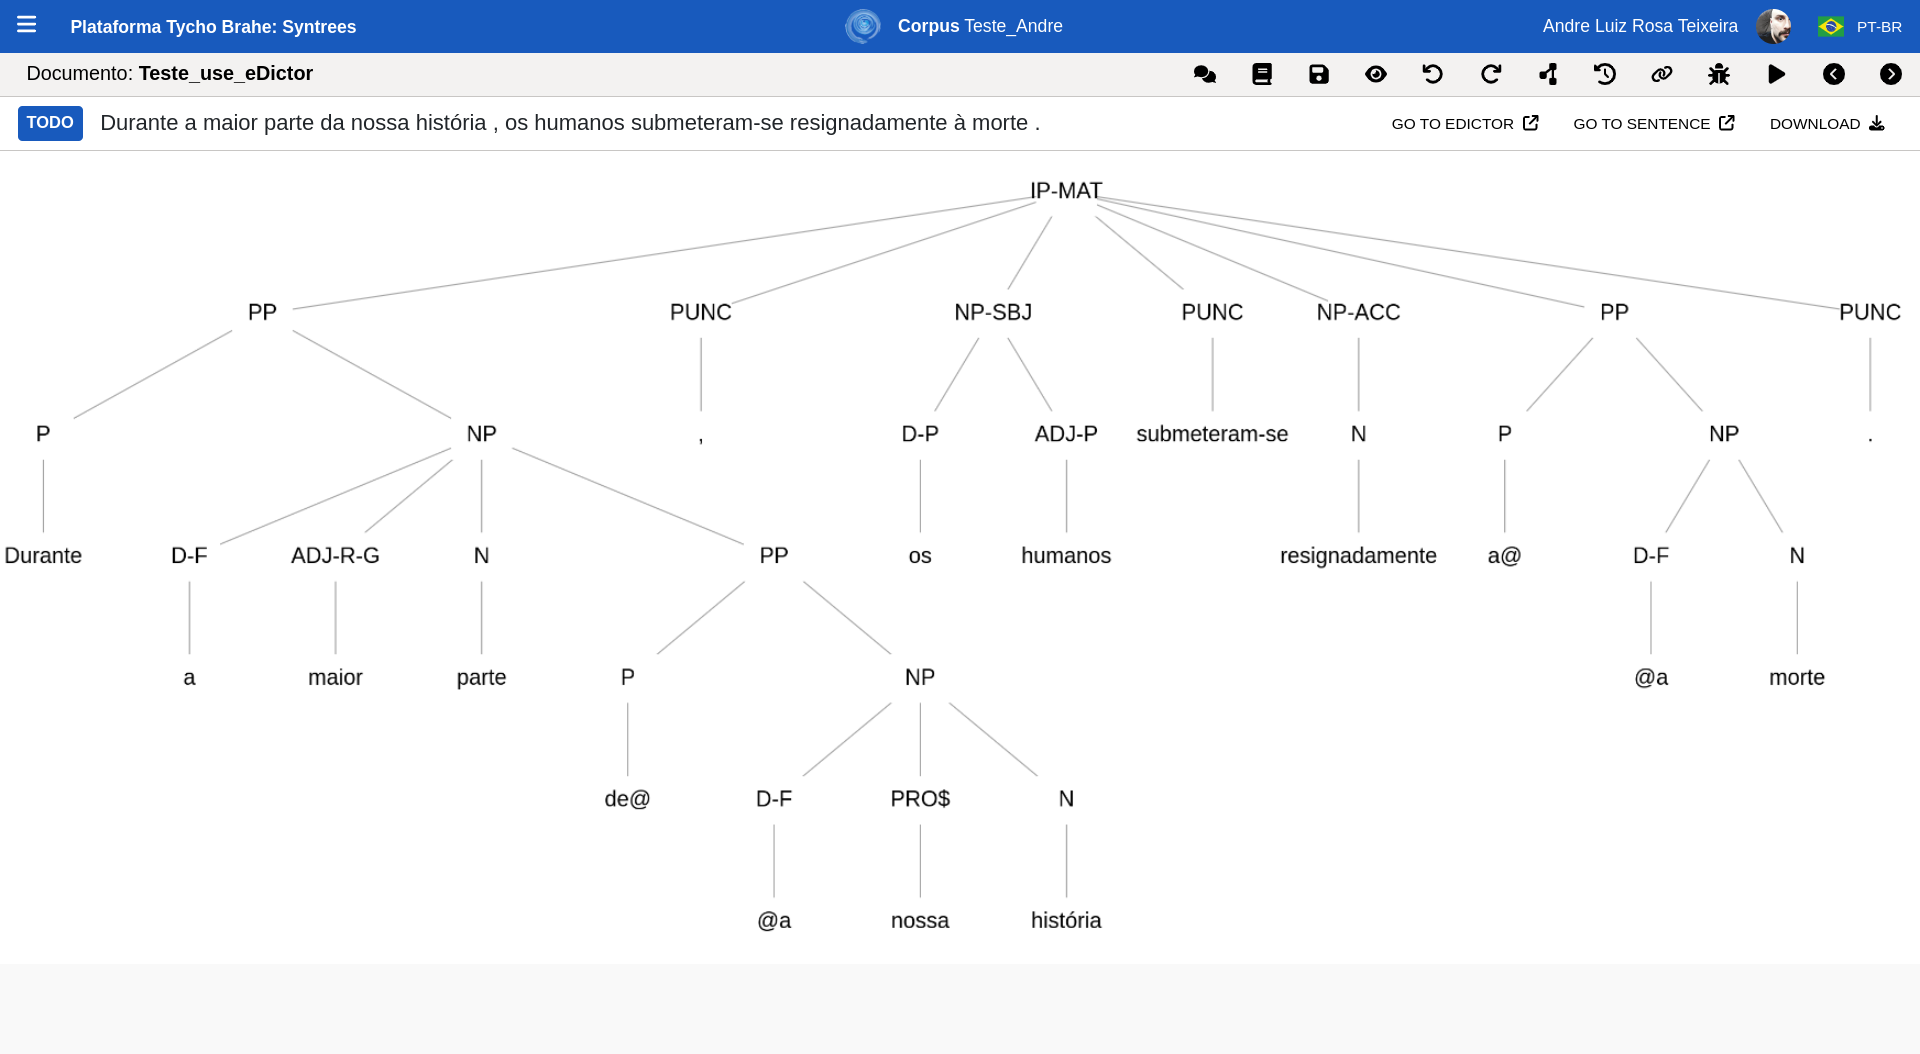 Plataforma Tycho Brahe: Syntrees
Corpus Teste_Andre
Andre Luiz Rosa Teixeira
PT-BR
Documento: Teste_use_eDictor
TODO
Durante a maior parte da nossa história , os humanos submeteram-se resignadamente à morte .
GO TO EDICTOR
GO TO SENTENCE
DOWNLOAD
IP-MAT
PP PUNC NP-SBJ PUNC NP-ACC PP PUNC
P NP , D-P ADJ-P submeteram-se N P NP .
Durante D-F ADJ-R-G N PP os humanos resignadamente a@ D-F N
a maior parte P NP @a morte
de@ D-F PRO$ N
@a nossa história